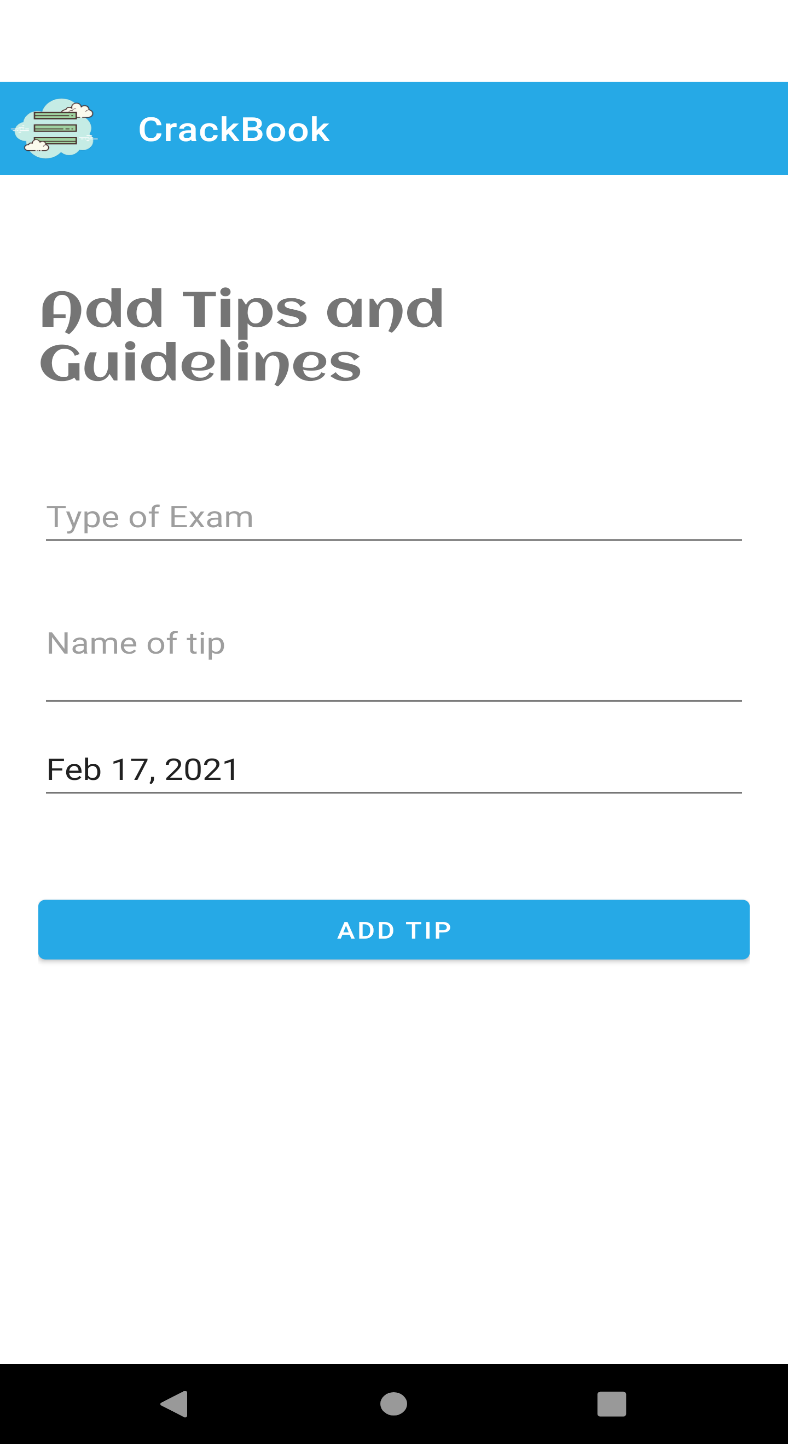 CrackBook
Add Tips and
Guidelines
Type of Exam
Name of tip
Feb 17, 2021
ADD TIP